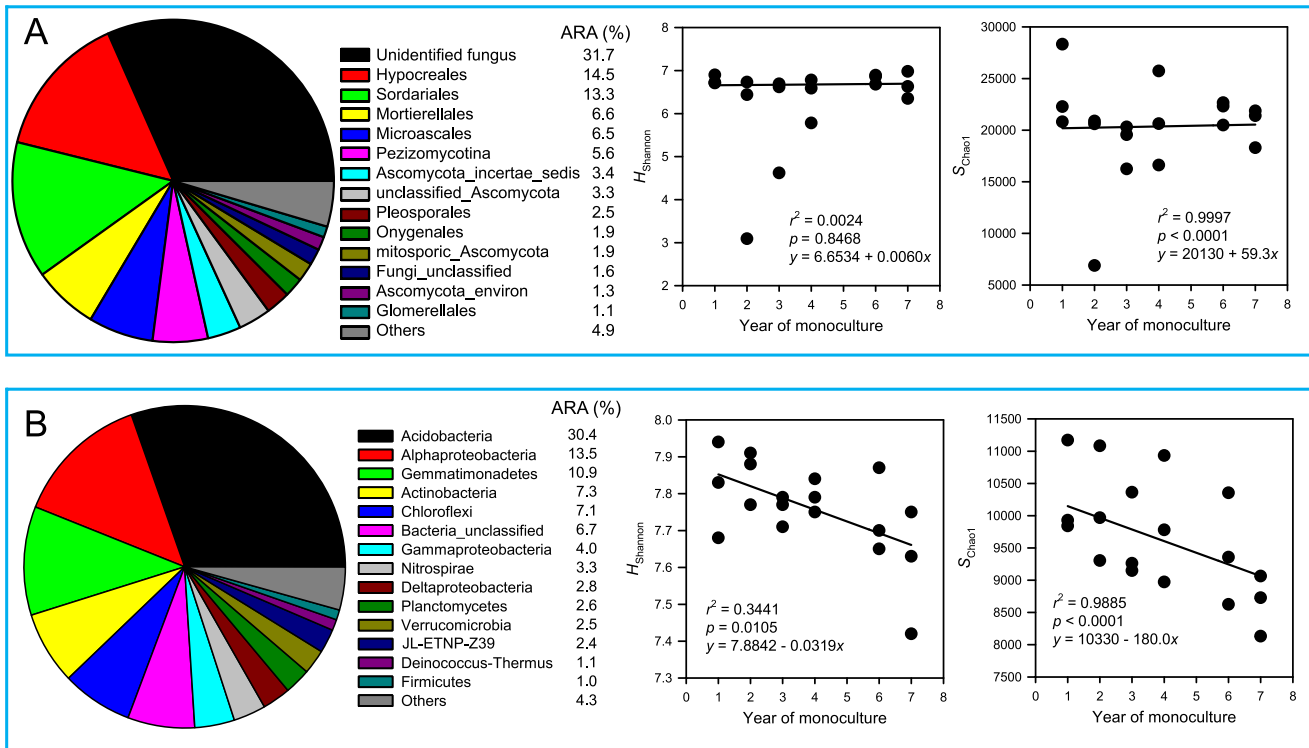 A
ARA (%)
Unidentified fungus 31.7
Hypocreales 14.5
Sordariales 13.3
Mortierellales 6.6
Microascales 6.5
Pezizomycotina 5.6
Ascomycota_incertae_sedis 3.4
unclassified_Ascomycota 3.3
Pleosporales 2.5
Onygenales 1.9
mitosporic_Ascomycota 1.9
Fungi_unclassified 1.6
Ascomycota_environ 1.3
Glomerellales 1.1
Others 4.9
8
7
6
5
4
3
2
HShannon
r² = 0.0024
p = 0.8468
y = 6.6534 + 0.0060x
0 1 2 3 4 5 6 7 8
Year of monoculture
30000
25000
20000
15000
10000
5000
SChao1
r² = 0.9997
p < 0.0001
y = 20130 + 59.3x
0 1 2 3 4 5 6 7 8
Year of monoculture
B
ARA (%)
Acidobacteria 30.4
Alphaproteobacteria 13.5
Gemmatimonadetes 10.9
Actinobacteria 7.3
Chloroflexi 7.1
Bacteria_unclassified 6.7
Gammaproteobacteria 4.0
Nitrospirae 3.3
Deltaproteobacteria 2.8
Planctomycetes 2.6
Verrucomicrobia 2.5
JL-ETNP-Z39 2.4
Deinococcus-Thermus 1.1
Firmicutes 1.0
Others 4.3
8.0
7.9
7.8
7.7
7.6
7.5
7.4
7.3
HShannon
r² = 0.3441
p = 0.0105
y = 7.8842 - 0.0319x
0 1 2 3 4 5 6 7 8
Year of monoculture
11500
11000
10500
10000
9500
9000
8500
8000
7500
SChao1
r² = 0.9885
p < 0.0001
y = 10330 - 180.0x
0 1 2 3 4 5 6 7 8
Year of monoculture